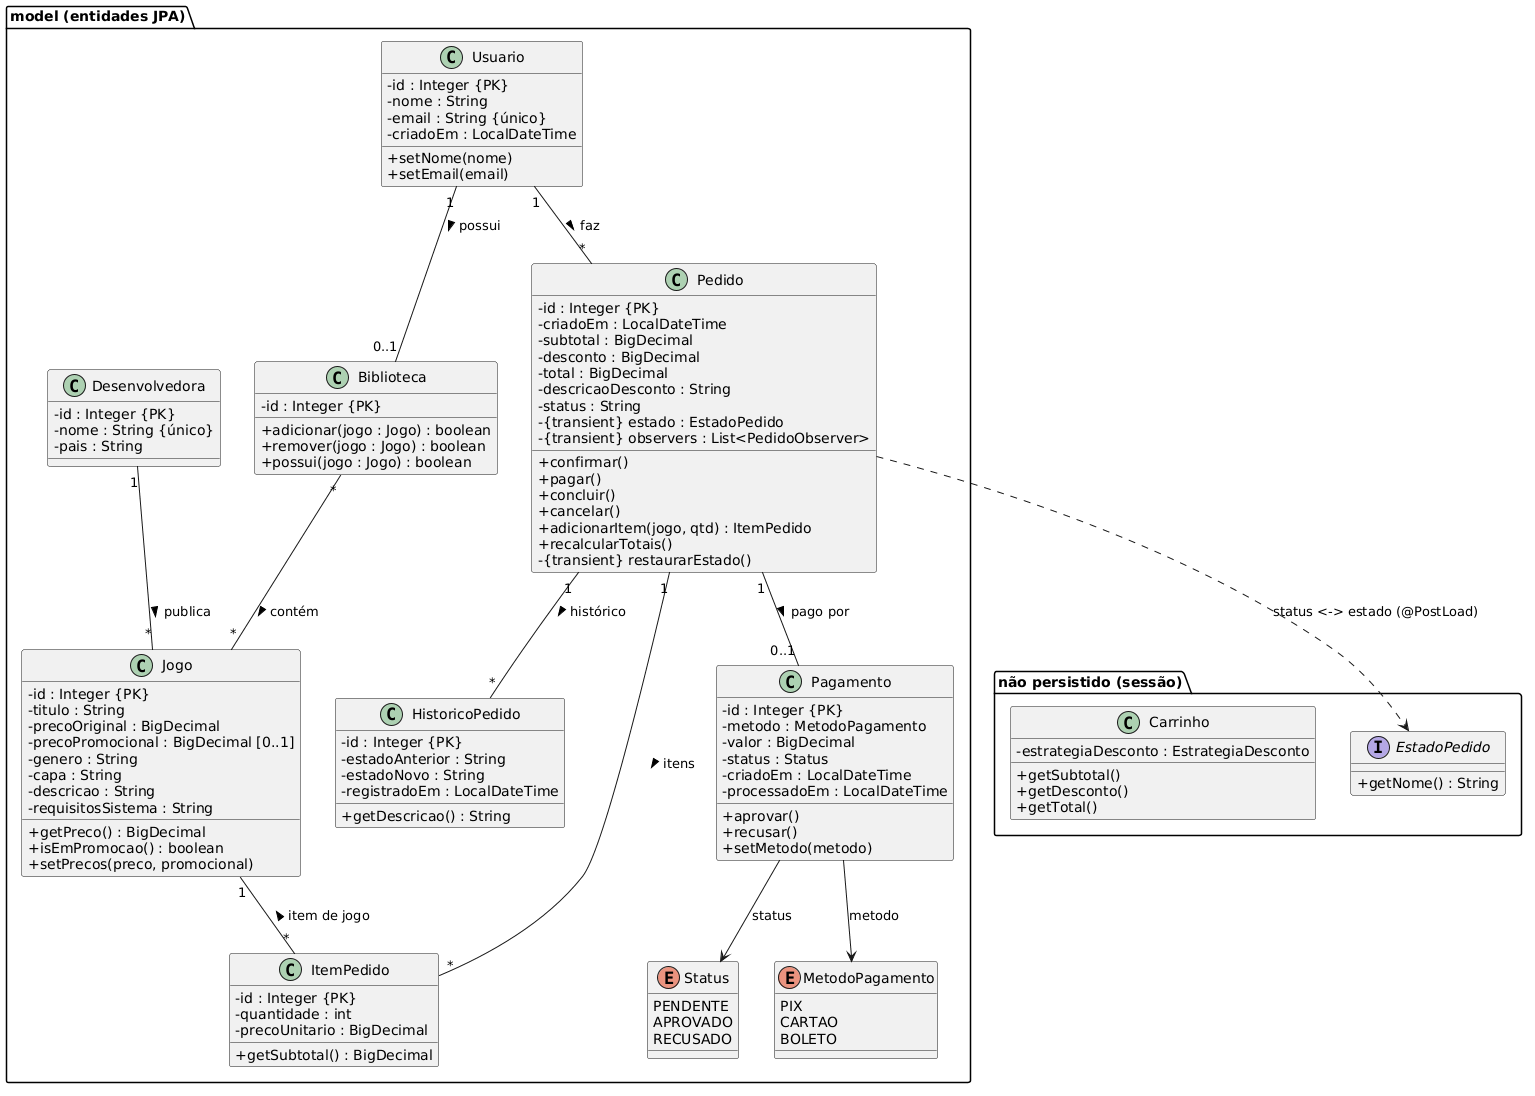 model (entidades JPA)
C Usuario
-id : Integer {PK}
-nome : String
-email : String {único}
-criadoEm : LocalDateTime
+setNome(nome)
+setEmail(email)
1
possui
0..1
1
faz
*
C Pedido
-id : Integer {PK}
-criadoEm : LocalDateTime
-subtotal : BigDecimal
-desconto : BigDecimal
-total : BigDecimal
-descricaoDesconto : String
-status : String
-{transient} estado : EstadoPedido
-{transient} observers : List<PedidoObserver>
+confirmar()
+pagar()
+concluir()
+cancelar()
+adicionarItem(jogo, qtd) : ItemPedido
+recalcularTotais()
-{transient} restaurarEstado()
C Desenvolvedora
-id : Integer {PK}
-nome : String {único}
-pais : String
C Biblioteca
-id : Integer {PK}
+adicionar(jogo : Jogo) : boolean
+remover(jogo : Jogo) : boolean
+possui(jogo : Jogo) : boolean
1
publica
*
*
contém
*
1
histórico
*
1
itens
*
1
pago por
0..1
status <-> estado (@PostLoad)
C Jogo
-id : Integer {PK}
-titulo : String
-precoOriginal : BigDecimal
-precoPromocional : BigDecimal [0..1]
-genero : String
-capa : String
-descricao : String
-requisitosSistema : String
+getPreco() : BigDecimal
+isEmPromocao() : boolean
+setPrecos(preco, promocional)
C HistoricoPedido
-id : Integer {PK}
-estadoAnterior : String
-estadoNovo : String
-registradoEm : LocalDateTime
+getDescricao() : String
C Pagamento
-id : Integer {PK}
-metodo : MetodoPagamento
-valor : BigDecimal
-status : Status
-criadoEm : LocalDateTime
-processadoEm : LocalDateTime
+aprovar()
+recusar()
+setMetodo(metodo)
não persistido (sessão)
C Carrinho
-estrategiaDesconto : EstrategiaDesconto
+getSubtotal()
+getDesconto()
+getTotal()
I EstadoPedido
+getNome() : String
1
item de jogo
*
status
metodo
C ItemPedido
-id : Integer {PK}
-quantidade : int
-precoUnitario : BigDecimal
+getSubtotal() : BigDecimal
E Status
PENDENTE
APROVADO
RECUSADO
E MetodoPagamento
PIX
CARTAO
BOLETO